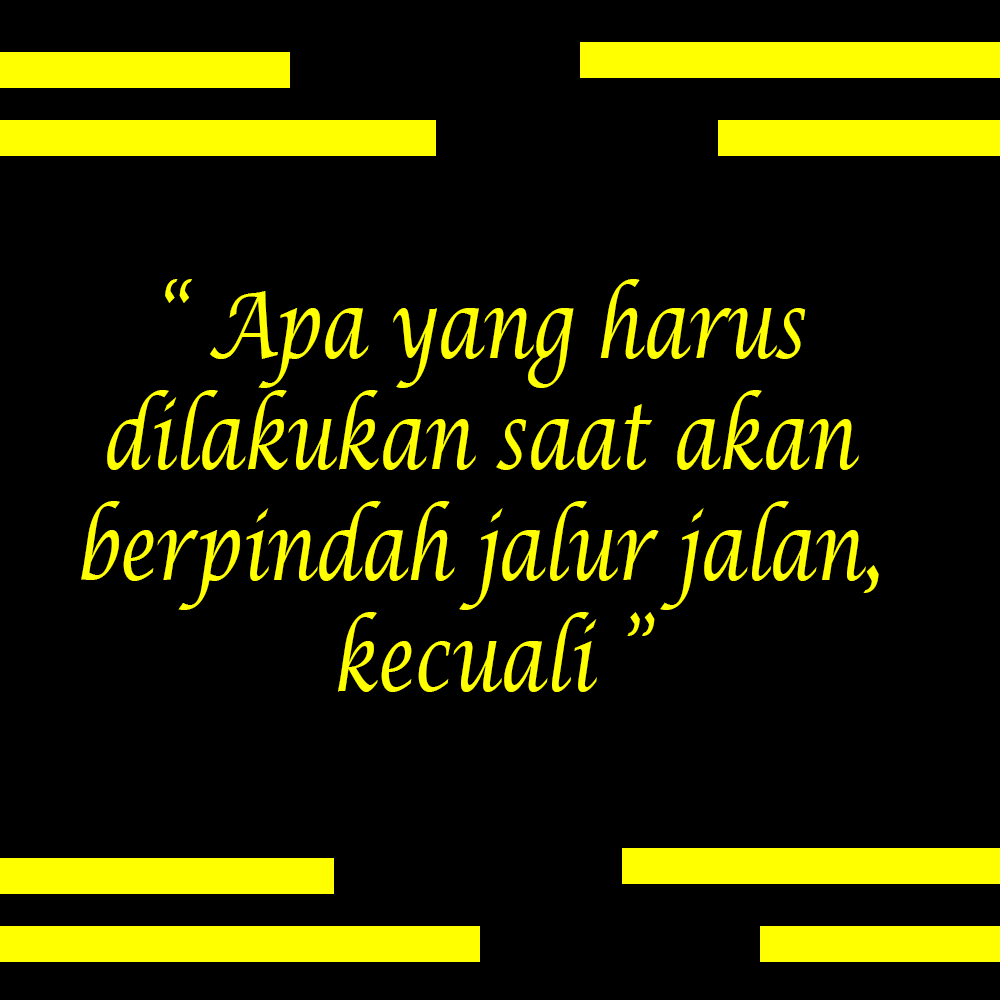 “ Apa yang harus
dilakukan saat akan
berpindah jalur jalan,
kecuali ”